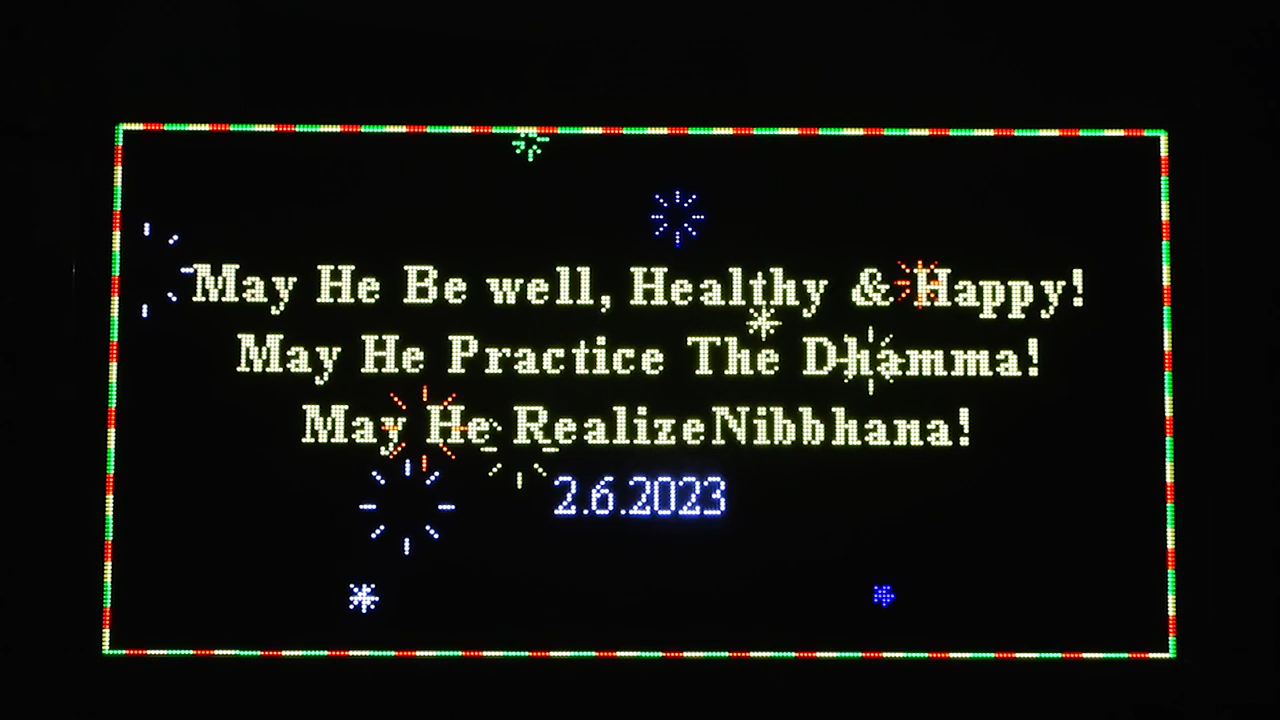 May He Be well, Healthy & Happy!
May He Practice The Dhamma!
May He RealizeNibbhana!
2.6.2023